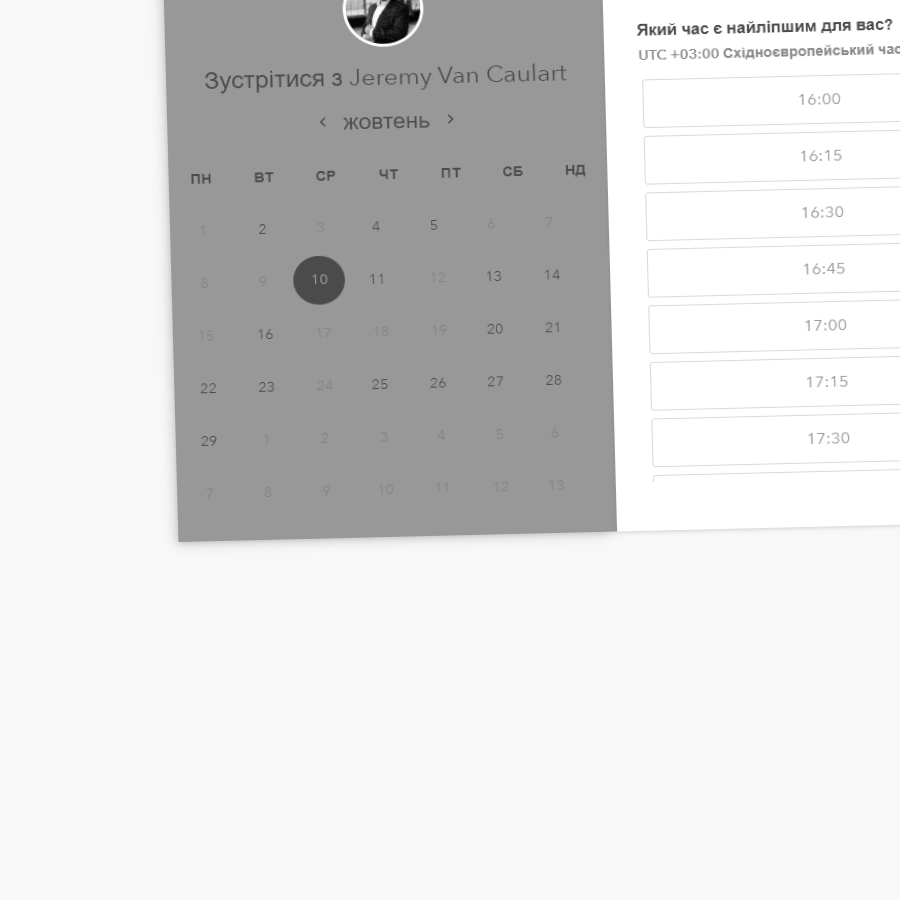 Зустрітися з Jeremy Van Caulart
‹ жовтень ›
ПН ВТ СР ЧТ ПТ СБ НД
1 2 3 4 5 6 7
8 9 10 11 12 13 14
15 16 17 18 19 20 21
22 23 24 25 26 27 28
29 1 2 3 4 5 6
7 8 9 10 11 12 13
Який час є найліпшим для вас?
UTC +03:00 Східноєвропейський час
16:00
16:15
16:30
16:45
17:00
17:15
17:30